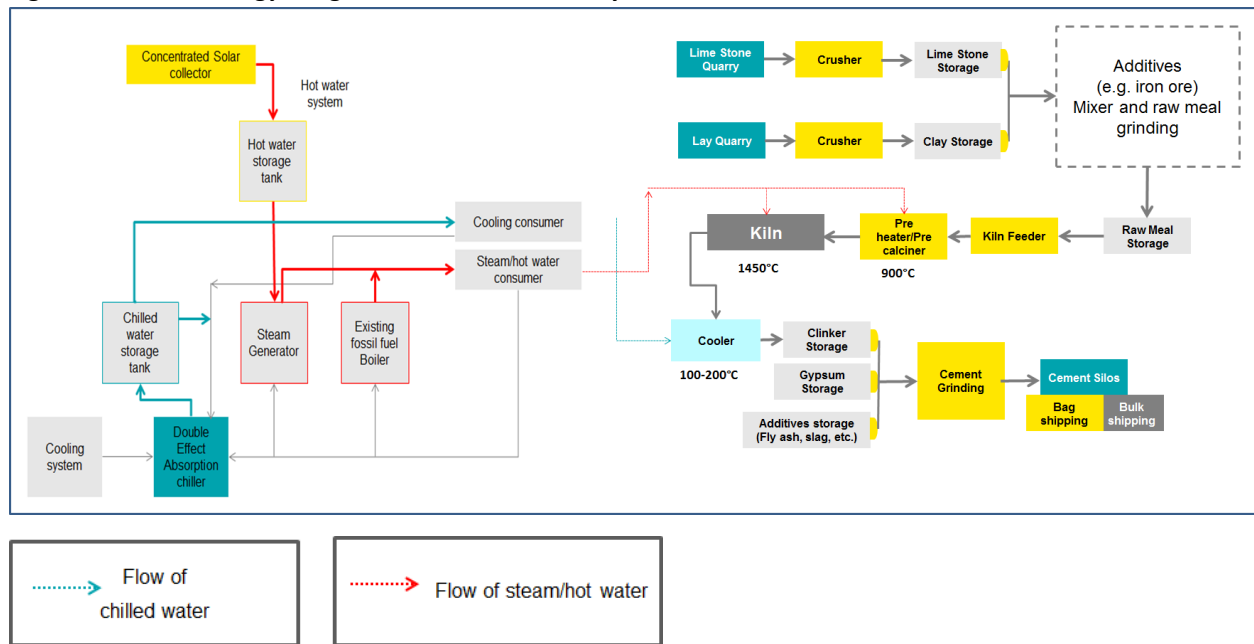 Concentrated Solar
collector
Hot water
system
Hot water
storage
tank
Cooling consumer
Steam/hot water
consumer
Chilled
water
storage
tank
Steam
Generator
Existing
fossil fuel
Boiler
Cooling
system
Double
Effect
Absorption
chiller
Lime Stone
Quarry
Crusher
Lime Stone
Storage
Lay Quarry
Crusher
Clay Storage
Additives
(e.g. iron ore)
Mixer and raw meal
grinding
Kiln
1450°C
Pre
heater/Pre
calciner
900°C
Kiln Feeder
Raw Meal
Storage
Cooler
100-200°C
Clinker
Storage
Gypsum
Storage
Additives storage
(Fly ash, slag, etc.)
Cement
Grinding
Cement Silos
Bag
shipping
Bulk
shipping
Flow of
chilled water
Flow of steam/hot water